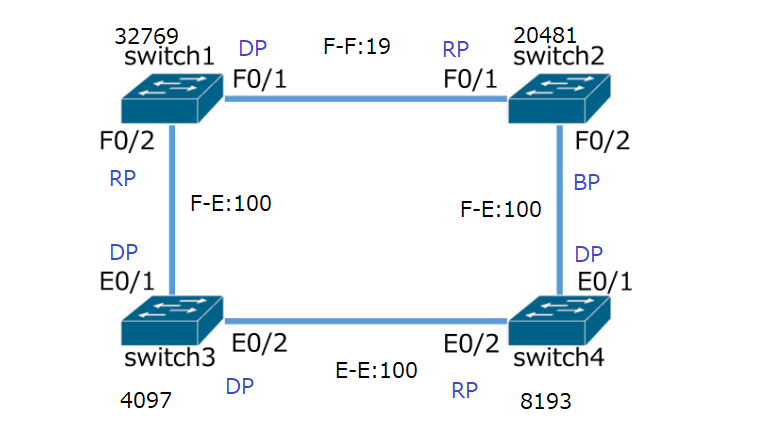 32769
switch1
DP
F-F:19
RP
20481
switch2
F0/1
F0/1
F0/2
F0/2
RP
BP
F-E:100
F-E:100
DP
DP
E0/1
E0/1
switch3
E0/2
E0/2
switch4
E-E:100
4097
DP
RP
8193